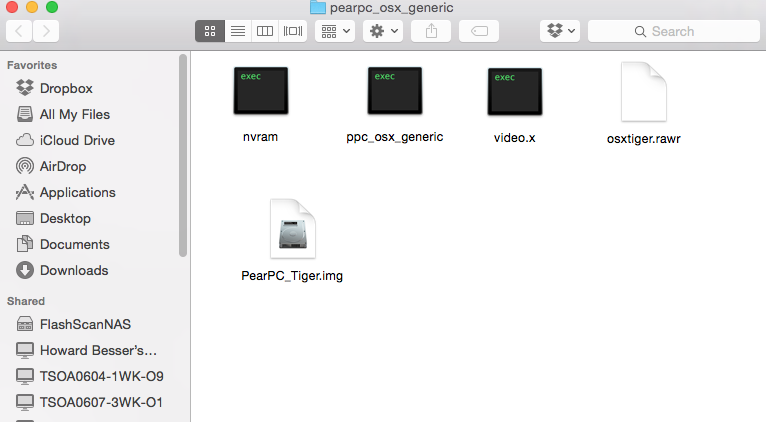 pearpc_osx_generic
Search
Favorites
Dropbox
All My Files
iCloud Drive
AirDrop
Applications
Desktop
Documents
Downloads
Shared
FlashScanNAS
Howard Besser's...
TSOA0604-1WK-O9
TSOA0607-3WK-O1
exec
exec
exec
nvram
ppc_osx_generic
video.x
osxtiger.rawr
PearPC_Tiger.img